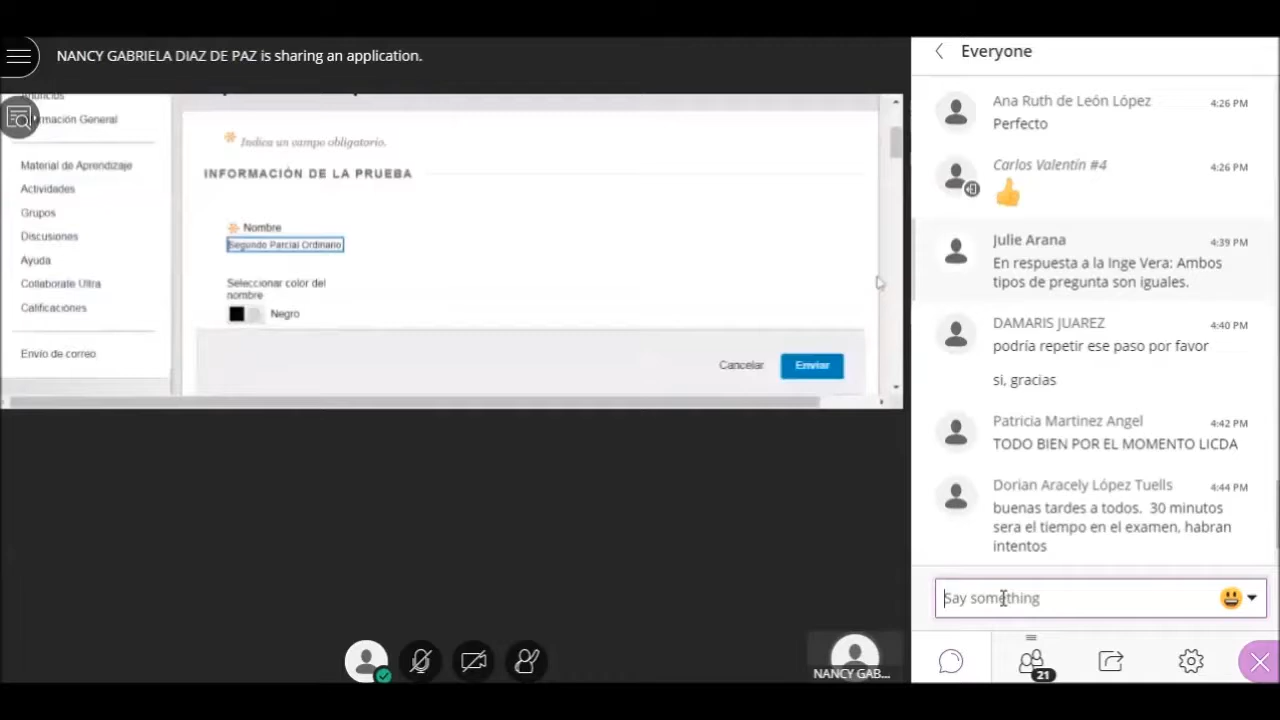 NANCY GABRIELA DIAZ DE PAZ is sharing an application.
Anuncios
rmación General
Material de Aprendizaje
Actividades
Grupos
Discusiones
Ayuda
Collaborate Ultra
Calificaciones
Envío de correo
Indica un campo obligatorio.
INFORMACIÓN DE LA PRUEBA
Nombre
Segundo Parcial Ordinario
Seleccionar color del
nombre
Negro
Cancelar
Enviar
NANCY GAB...
Everyone
Ana Ruth de León López 4:26 PM
Perfecto
Carlos Valentín #4 4:26 PM
Julie Arana 4:39 PM
En respuesta a la Inge Vera: Ambos
tipos de pregunta son iguales.
DAMARIS JUAREZ 4:40 PM
podría repetir ese paso por favor
si, gracias
Patricia Martinez Angel 4:42 PM
TODO BIEN POR EL MOMENTO LICDA
Dorian Aracely López Tuells 4:44 PM
buenas tardes a todos. 30 minutos
sera el tiempo en el examen, habran
intentos
Say something
21